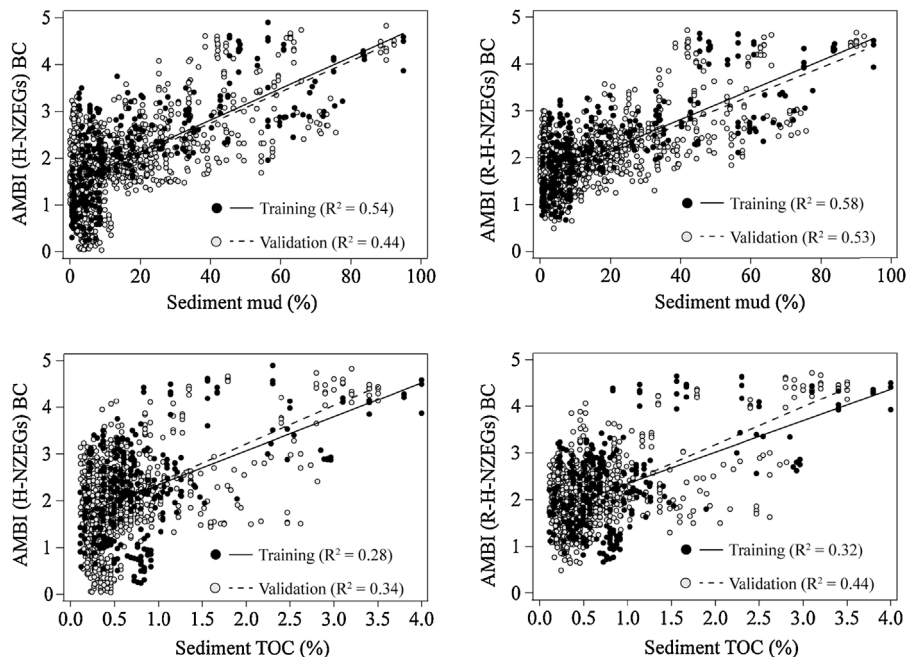 AMBI (H-NZEGs) BC
5
4
3
2
1
0
Training (R² = 0.54)
Validation (R² = 0.44)
0 20 40 60 80 100
Sediment mud (%)
AMBI (R-H-NZEGs) BC
5
4
3
2
1
0
Training (R² = 0.58)
Validation (R² = 0.53)
0 20 40 60 80 100
Sediment mud (%)
AMBI (H-NZEGs) BC
5
4
3
2
1
0
Training (R² = 0.28)
Validation (R² = 0.34)
0.0 0.5 1.0 1.5 2.0 2.5 3.0 3.5 4.0
Sediment TOC (%)
AMBI (R-H-NZEGs) BC
5
4
3
2
1
0
Training (R² = 0.32)
Validation (R² = 0.44)
0.0 0.5 1.0 1.5 2.0 2.5 3.0 3.5 4.0
Sediment TOC (%)